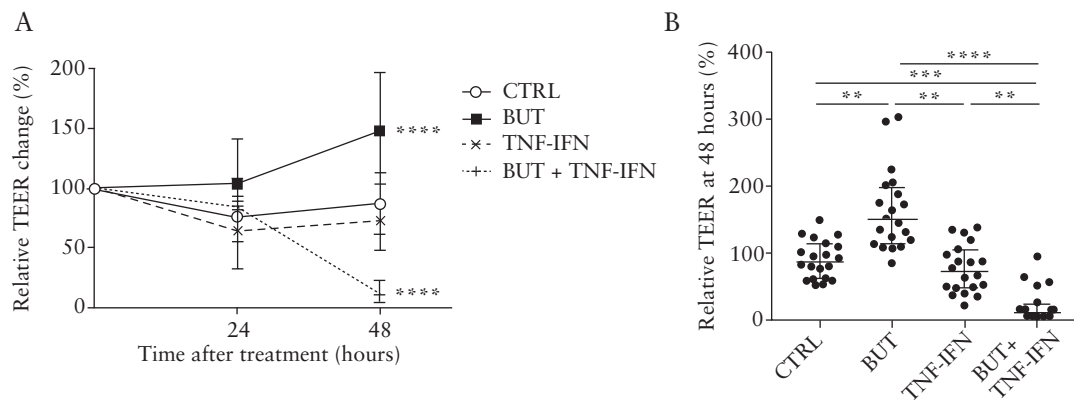 A
Relative TEER change (%)
200
150
100
50
0
24
48
Time after treatment (hours)
****
****
CTRL
BUT
TNF-IFN
BUT + TNF-IFN
B
Relative TEER at 48 hours (%)
400
300
200
100
0
****
***
**
**
**
CTRL
BUT
TNF-IFN
BUT+
TNF-IFN